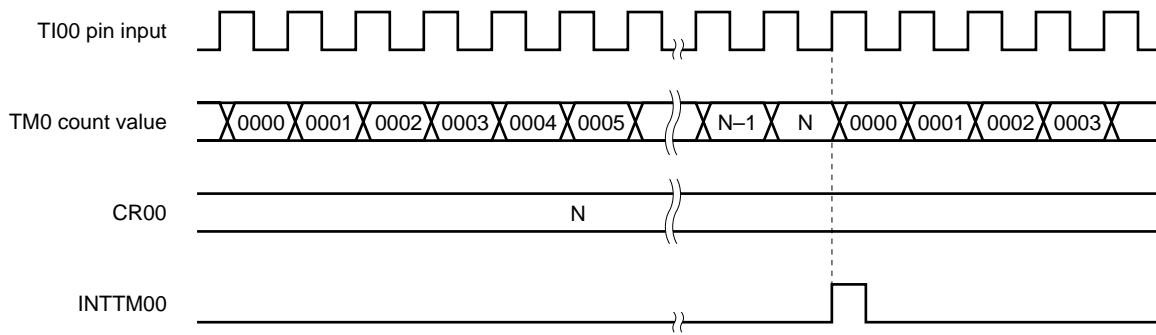 TI00 pin input
TM0 count value 0000 0001 0002 0003 0004 0005 N–1 N 0000 0001 0002 0003
CR00 N
INTTM00